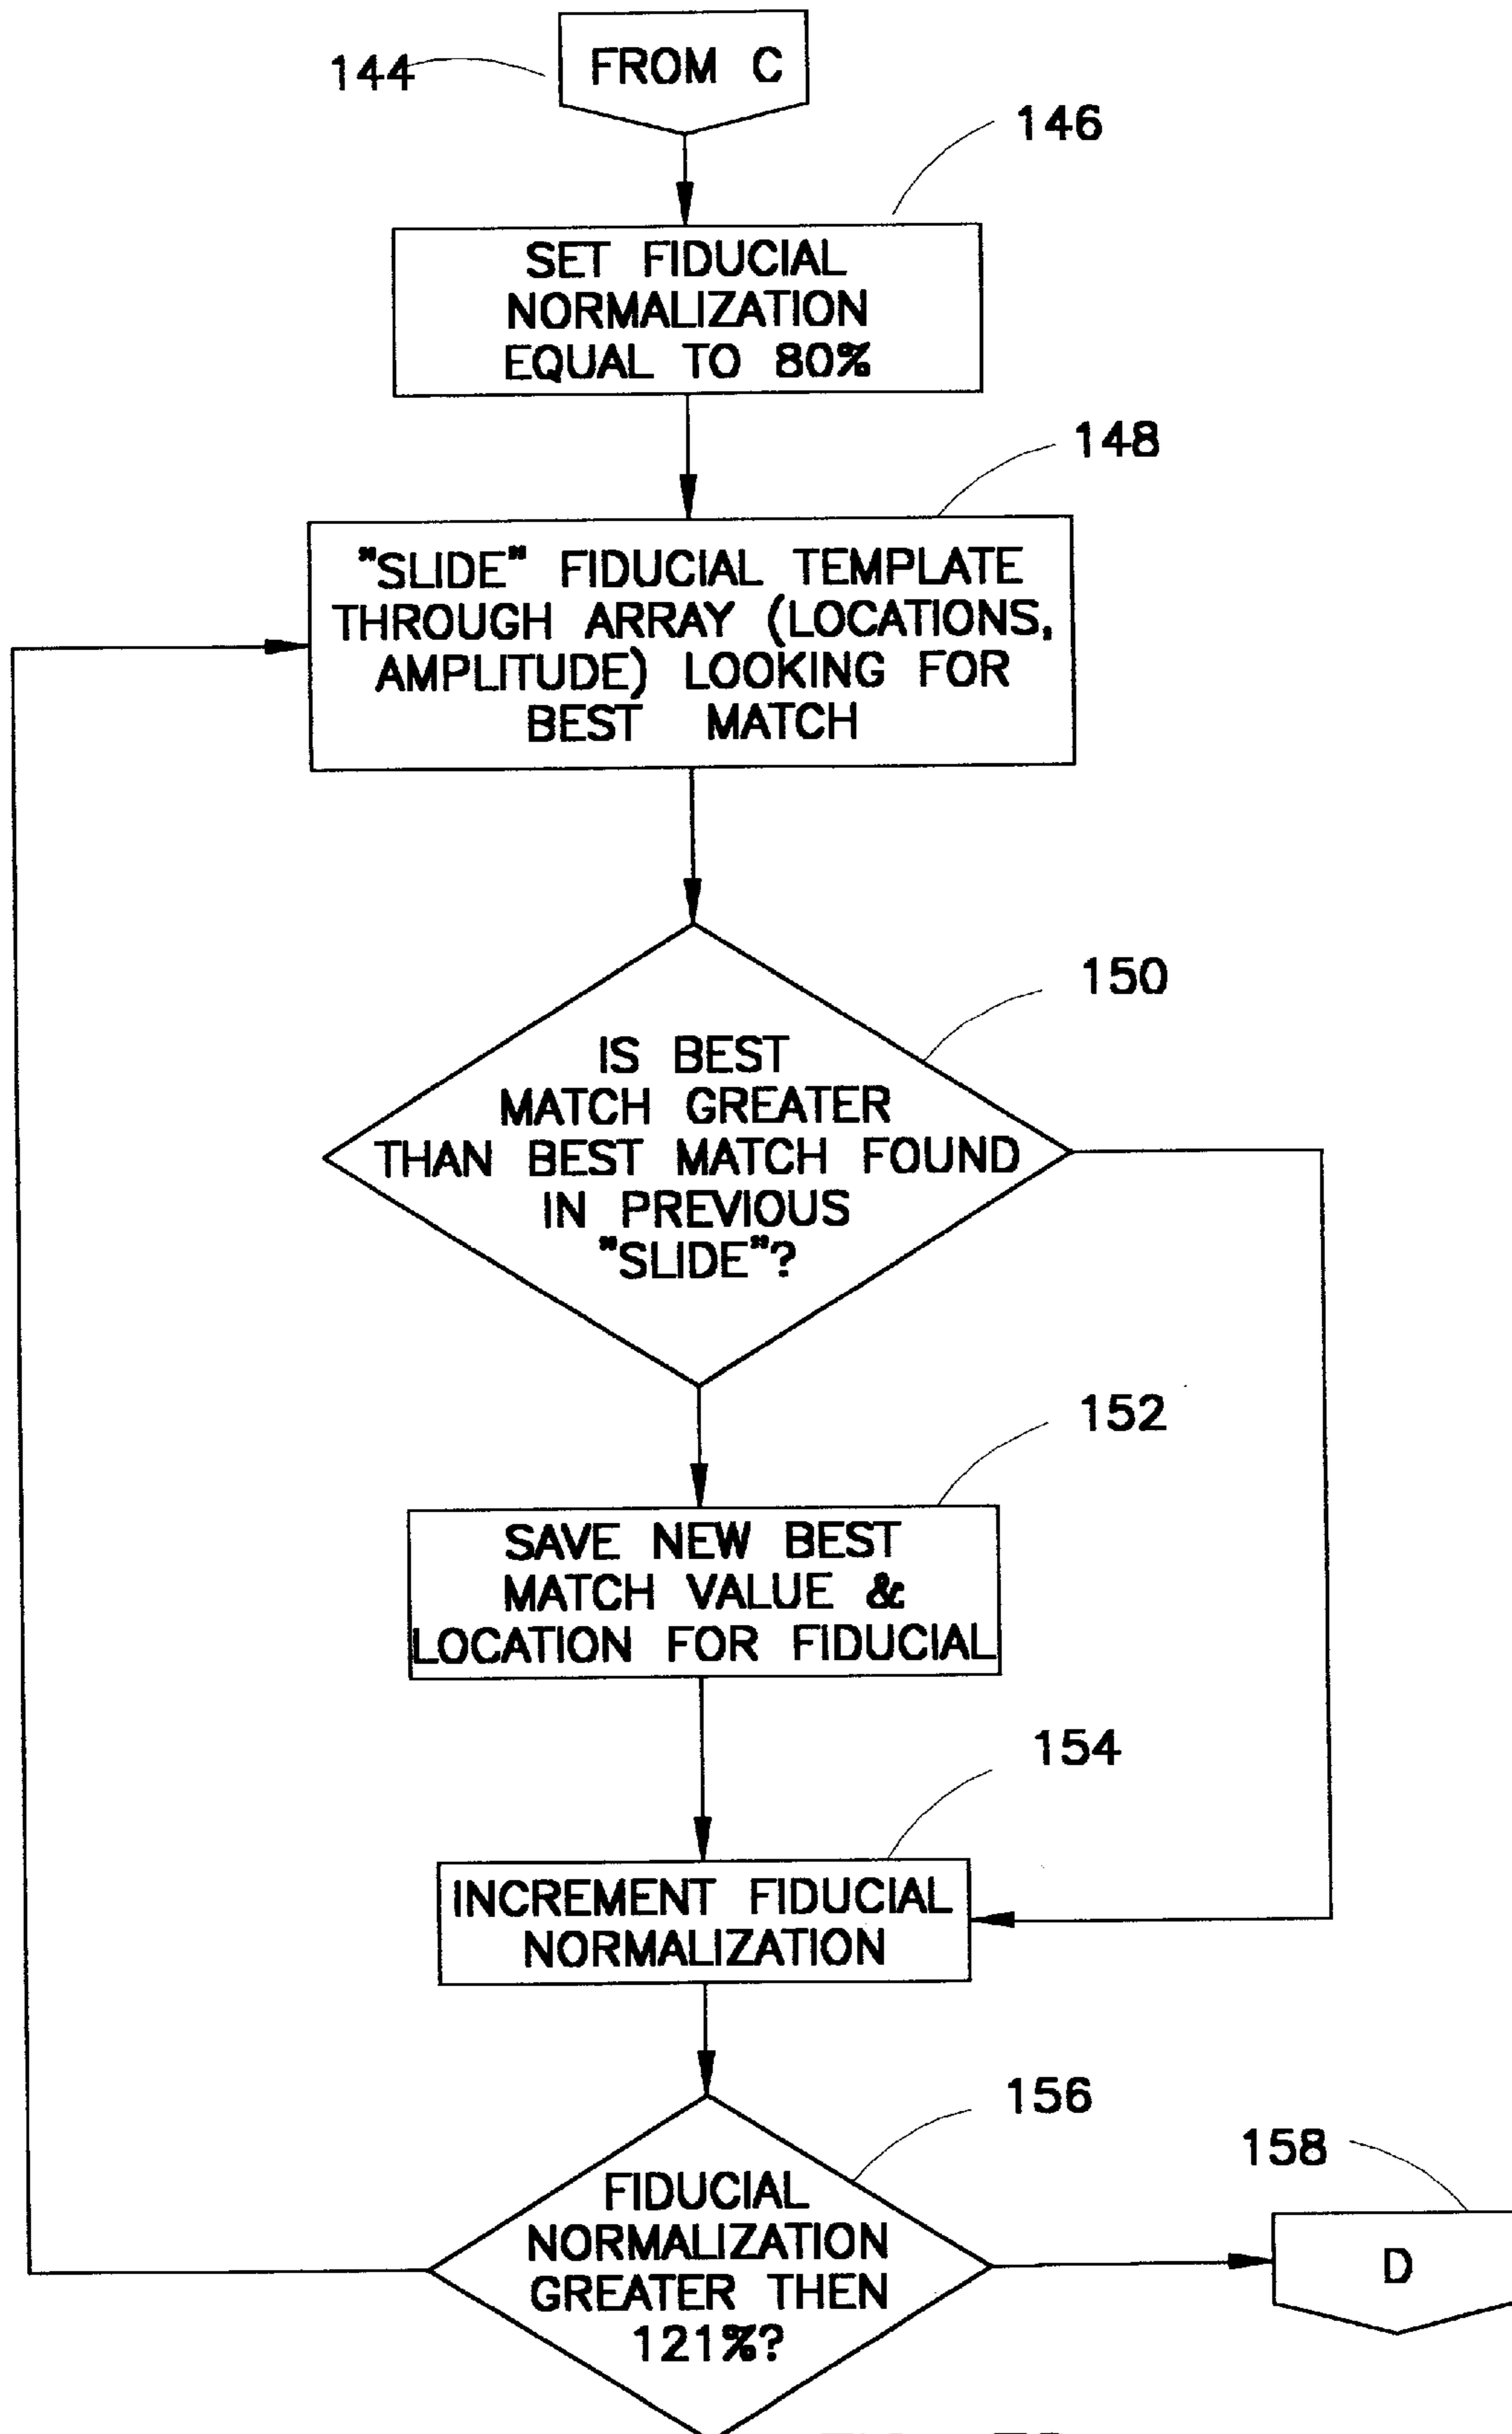 144
FROM C
146
SET FIDUCIAL
NORMALIZATION
EQUAL TO 80%
148
"SLIDE" FIDUCIAL TEMPLATE
THROUGH ARRAY (LOCATIONS,
AMPLITUDE) LOOKING FOR
BEST MATCH
150
IS BEST
MATCH GREATER
THAN BEST MATCH FOUND
IN PREVIOUS
"SLIDE"?
152
SAVE NEW BEST
MATCH VALUE &
LOCATION FOR FIDUCIAL
154
INCREMENT FIDUCIAL
NORMALIZATION
156
158
FIDUCIAL
NORMALIZATION
GREATER THEN
121%?
D